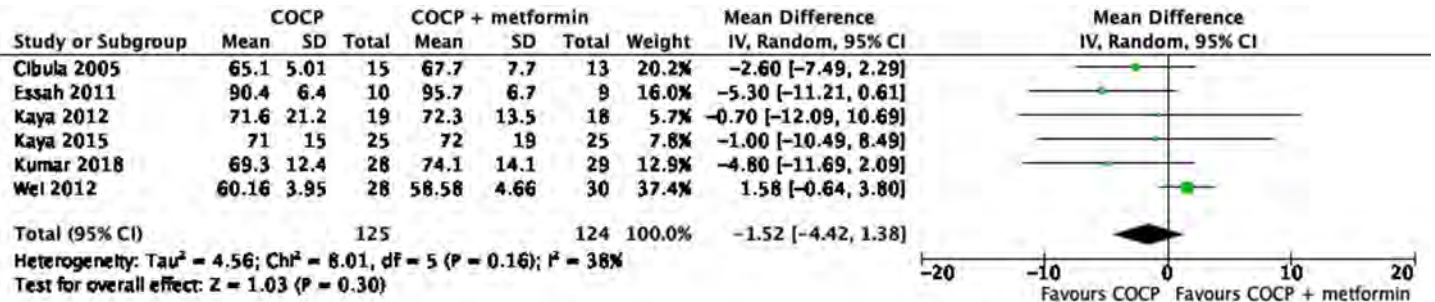 COCP COCP + metformin Mean Difference Mean Difference
Study or Subgroup Mean SD Total Mean SD Total Weight IV, Random, 95% CI IV, Random, 95% CI
Cibula 2005 65.1 5.01 15 67.7 7.7 13 20.2% −2.60 [−7.49, 2.29]
Essah 2011 90.4 6.4 10 95.7 6.7 9 16.0% −5.30 [−11.21, 0.61]
Kaya 2012 71.6 21.2 19 72.3 13.5 18 5.7% −0.70 [−12.09, 10.69]
Kaya 2015 71 15 25 72 19 25 7.8% −1.00 [−10.49, 8.49]
Kumar 2018 69.3 12.4 28 74.1 14.1 29 12.9% −4.80 [−11.69, 2.09]
Wei 2012 60.16 3.95 28 58.58 4.66 30 37.4% 1.58 [−0.64, 3.80]
Total (95% CI) 125 124 100.0% −1.52 [−4.42, 1.38]
Heterogeneity: Tau² = 4.56; Chi² = 8.01, df = 5 (P = 0.16); I² = 38%
Test for overall effect: Z = 1.03 (P = 0.30)
−20 −10 0 10 20
Favours COCP Favours COCP + metformin